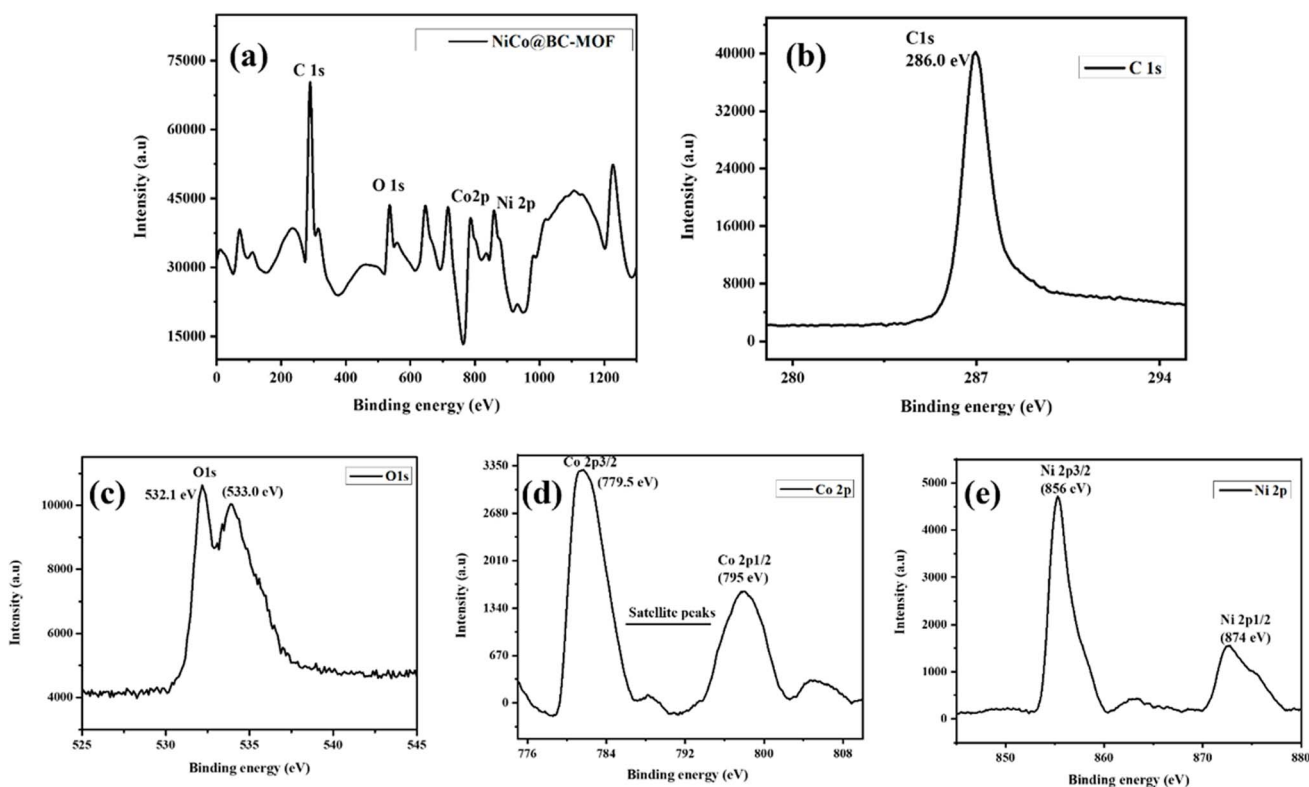 (a)
NiCo@BC-MOF
C 1s
O 1s
Co2p
Ni 2p
75000
60000
45000
30000
15000
Intensity (a.u)
0 200 400 600 800 1000 1200
Binding energy (eV)
(b)
C1s
286.0 eV
C 1s
40000
36000
27000
18000
9000
0
Intensity (a.u)
280 287 294
Binding energy (eV)
(c)
O1s
532.1 eV
(533.0 eV)
O1s
10000
8000
6000
4000
Intensity (a.u)
525 530 535 540 545
Binding energy (eV)
(d)
Co 2p3/2
(779.5 eV)
Co 2p
Co 2p1/2
(795 eV)
Satellite peaks
3350
2680
2010
1340
670
0
Intensity (a.u)
776 784 792 800 808
Binding energy (eV)
(e)
Ni 2p3/2
(856 eV)
Ni 2p
Ni 2p1/2
(874 eV)
5000
4000
3000
1500
1000
0
Intensity (a.u)
850 860 870 880
Binding energy (eV)